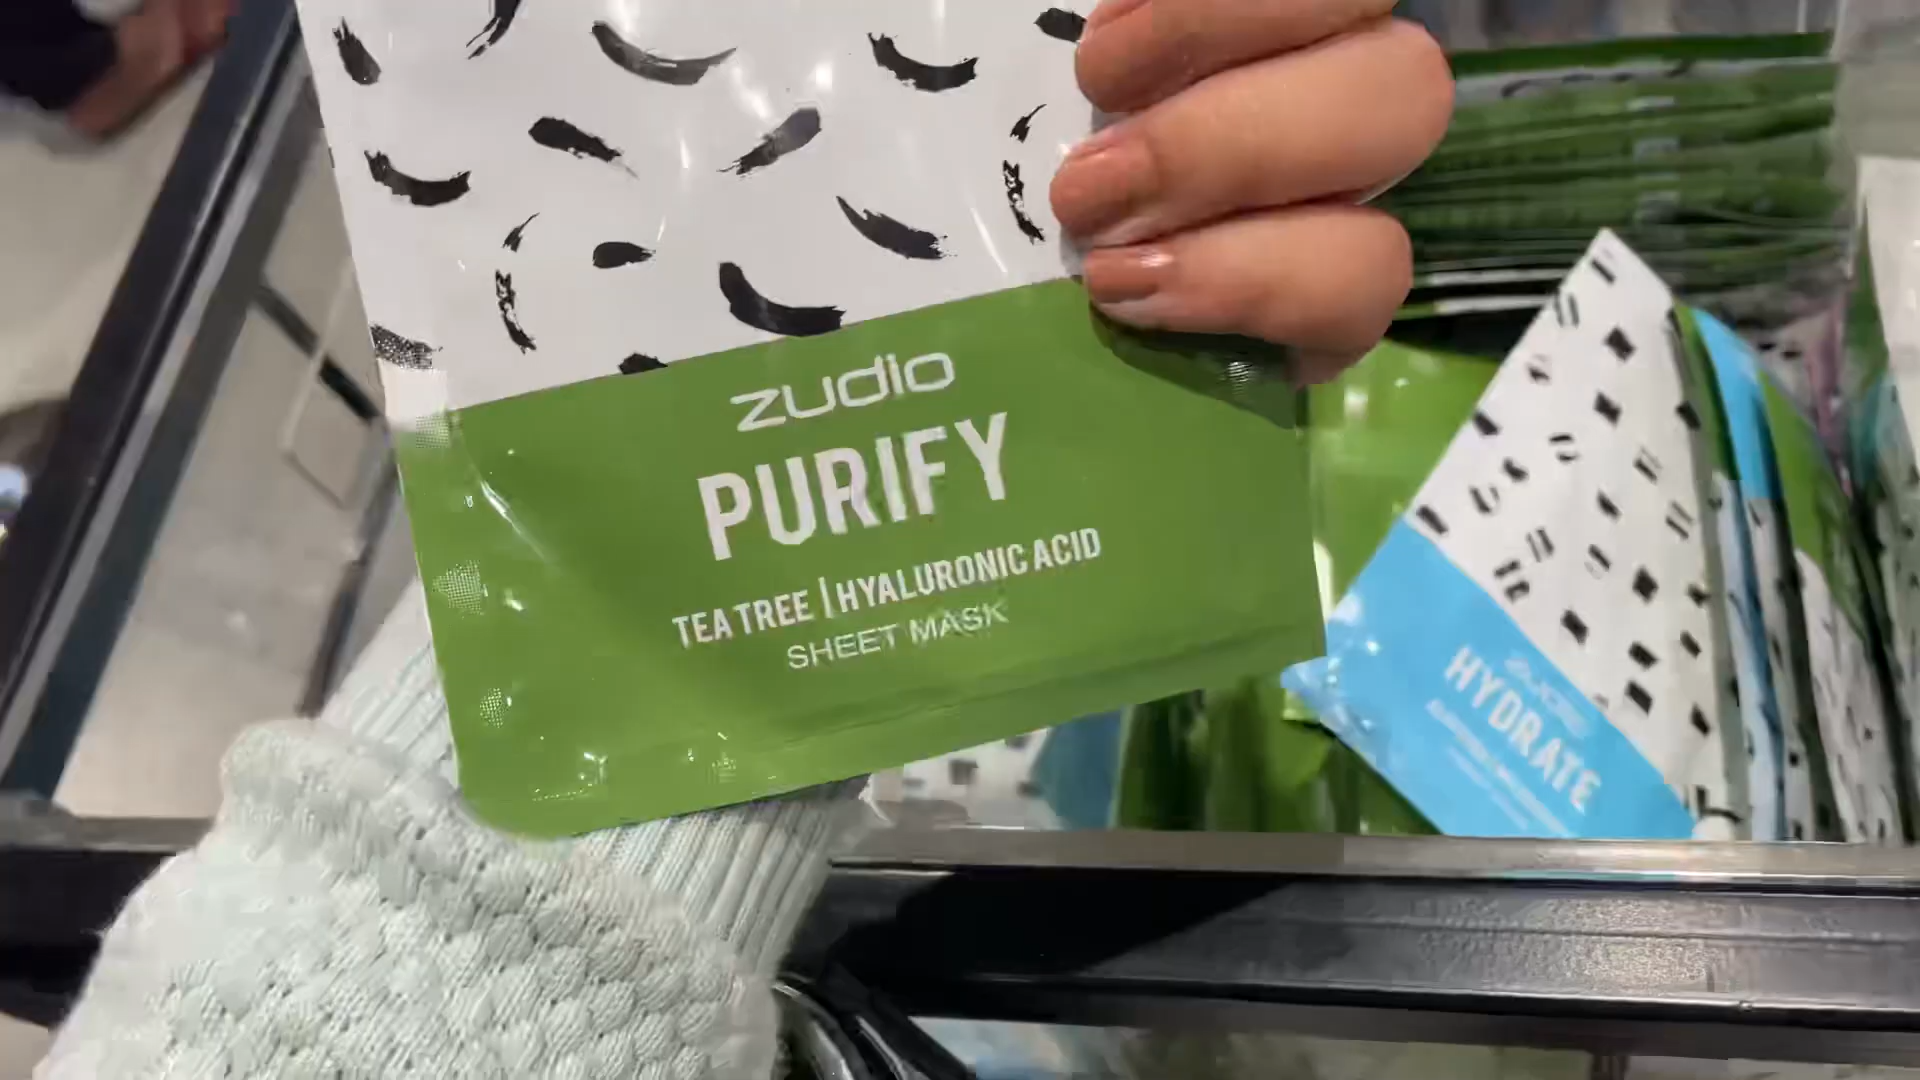 zudio
PURIFY
TEA TREE | HYALURONIC ACID
SHEET MASK
HYDRATE